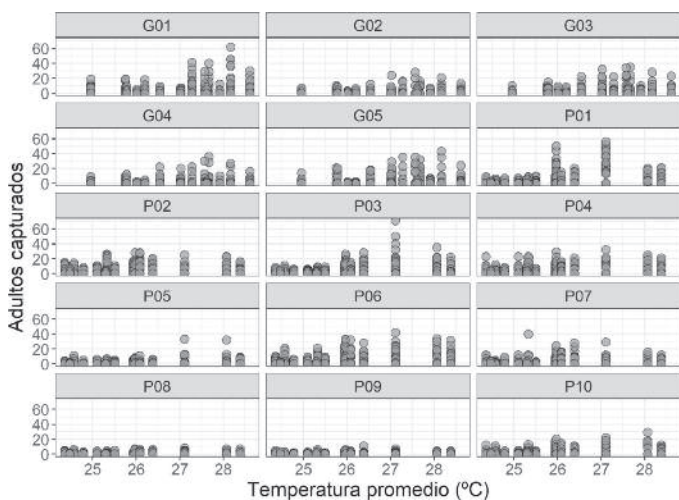 G01 G02 G03
60
40
20
0
G04 G05 P01
60
40
20
0
P02 P03 P04
60
40
20
0
P05 P06 P07
60
40
20
0
P08 P09 P10
60
40
20
0
25 26 27 28 25 26 27 28 25 26 27 28
Adultos capturados
Temperatura promedio (ºC)